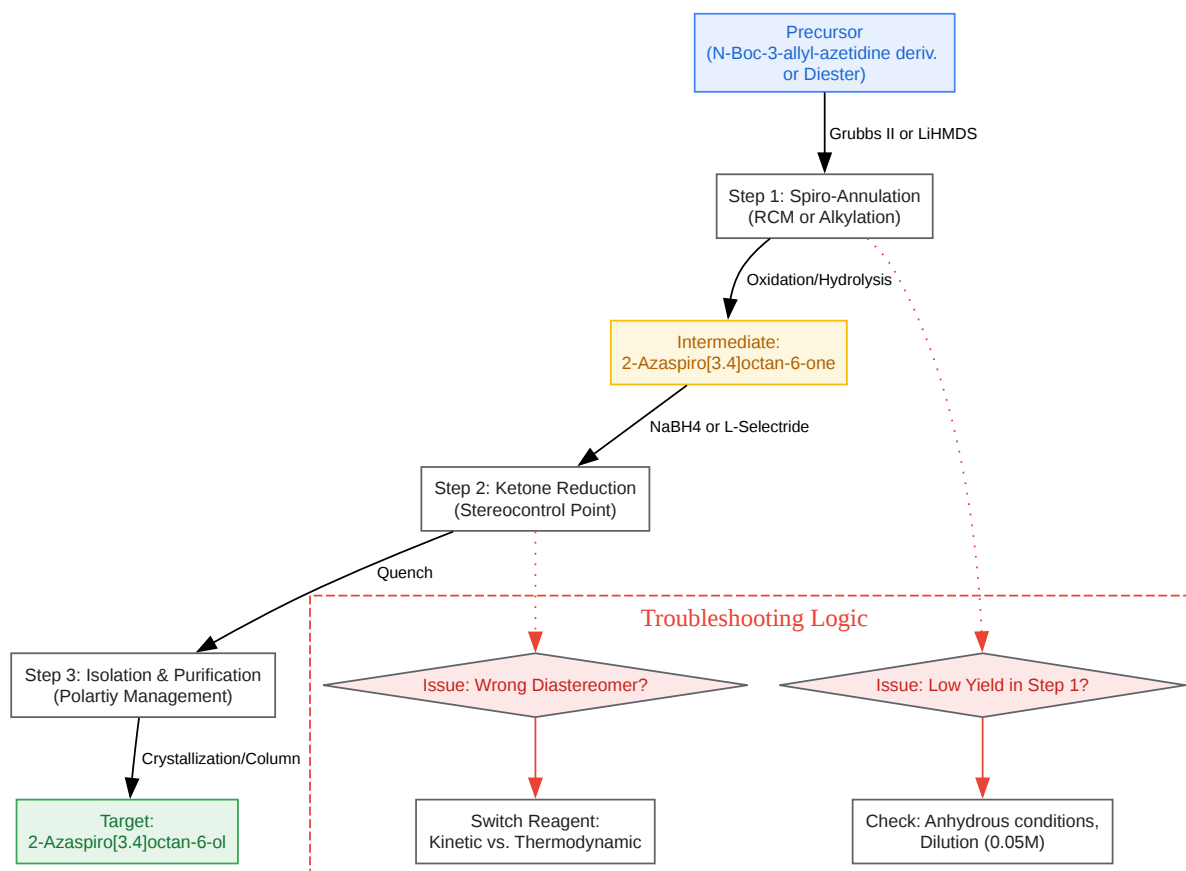 Precursor
(N-Boc-3-allyl-azetidine deriv.
or Diester)
Grubbs II or LiHMDS
Step 1: Spiro-Annulation
(RCM or Alkylation)
Oxidation/Hydrolysis
Intermediate:
2-Azaspiro[3.4]octan-6-one
NaBH4 or L-Selectride
Step 2: Ketone Reduction
(Stereocontrol Point)
Quench
Troubleshooting Logic
Step 3: Isolation & Purification
(Polartiy Management)
Issue: Wrong Diastereomer?
Issue: Low Yield in Step 1?
Crystallization/Column
Target:
2-Azaspiro[3.4]octan-6-ol
Switch Reagent:
Kinetic vs. Thermodynamic
Check: Anhydrous conditions,
Dilution (0.05M)